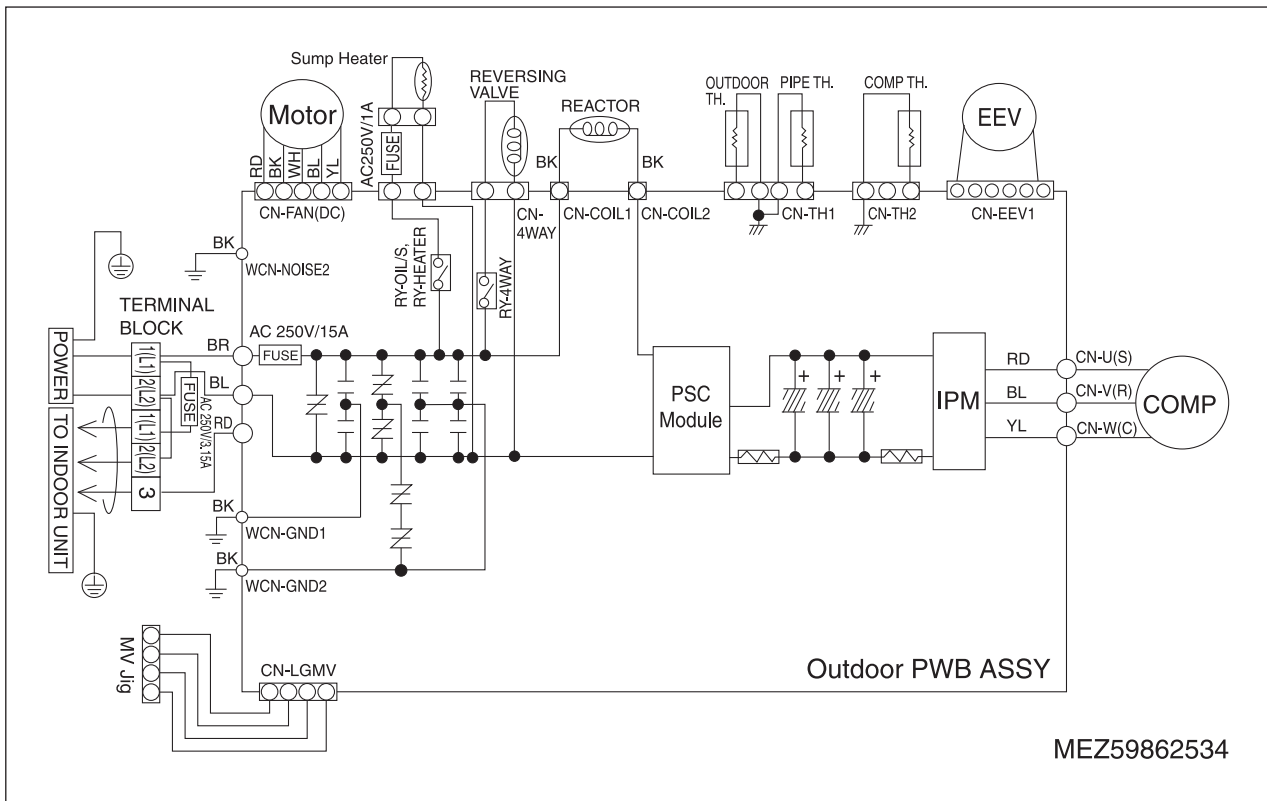 Sump Heater
Motor
RD
BK
WH
BL
YL
AC250V/1A
FUSE
REVERSING
VALVE
REACTOR
BK
BK
OUTDOOR
TH.
PIPE TH.
COMP TH.
EEV
CN-FAN(DC)
CN-
4WAY
CN-COIL1
CN-COIL2
CN-TH1
CN-TH2
CN-EEV1
BK
WCN-NOISE2
RY-OIL/S,
RY-HEATER
RY-4WAY
TERMINAL
BLOCK
POWER
TO INDOOR UNIT
1(L1)
2(L2)
1(L1)
2(L2)
3
FUSE
AC 250V/3.15A
BR
BL
RD
AC 250V/15A
FUSE
PSC
Module
+
+
+
IPM
RD
BL
YL
CN-U(S)
CN-V(R)
CN-W(C)
COMP
BK
WCN-GND1
BK
WCN-GND2
MV Jig
CN-LGMV
Outdoor PWB ASSY
MEZ59862534